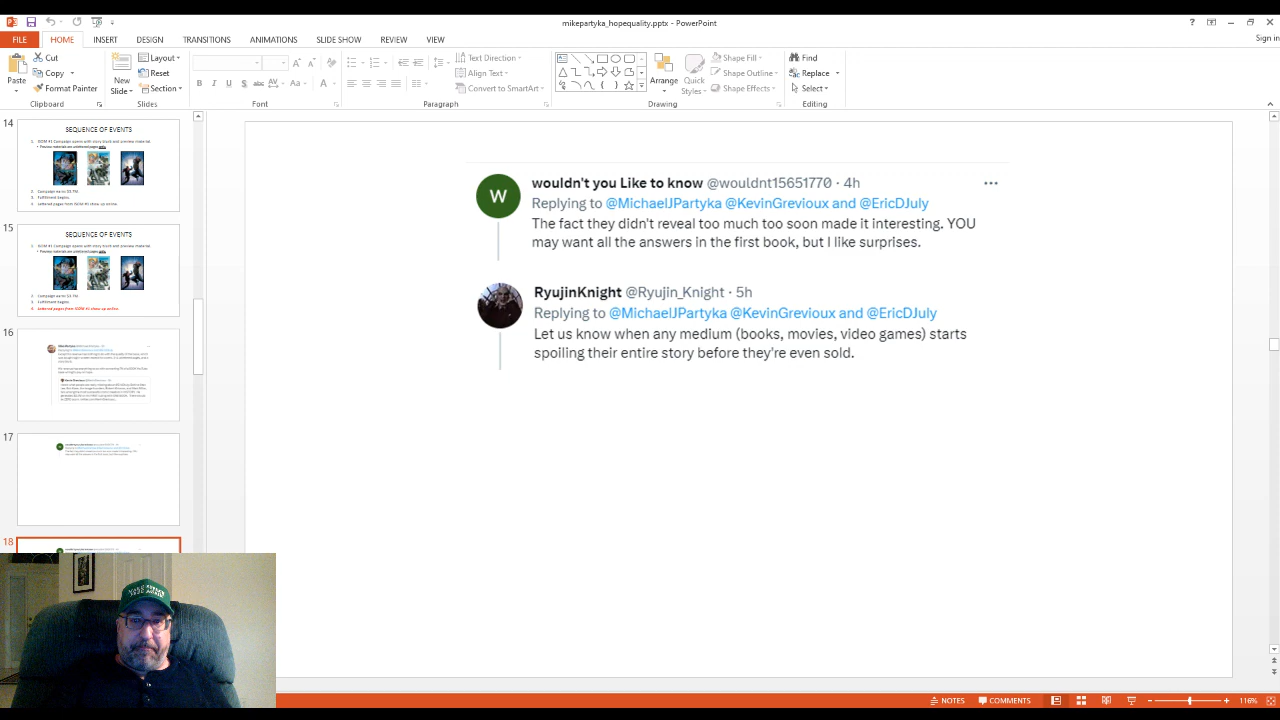 mikepartyka_hopequality.pptx - PowerPoint
Sign in
FILE HOME INSERT DESIGN TRANSITIONS ANIMATIONS SLIDE SHOW REVIEW VIEW
Paste
Cut
Copy
Format Painter
Clipboard
New
Slide
Layout
Reset
Section
Slides
Font
Text Direction
Align Text
Convert to SmartArt
Paragraph
Arrange
Quick
Styles
Shape Fill
Shape Outline
Shape Effects
Drawing
Find
Replace
Select
Editing
14
SEQUENCE OF EVENTS
15
SEQUENCE OF EVENTS
16
17
18
wouldn't you Like to know @wouldnt15651770 · 4h
Replying to @MichaelJPartyka @KevinGrevioux and @EricDJuly
The fact they didn't reveal too much too soon made it interesting. YOU
may want all the answers in the first book, but I like surprises.
RyujinKnight @Ryujin_Knight · 5h
Replying to @MichaelJPartyka @KevinGrevioux and @EricDJuly
Let us know when any medium (books, movies, video games) starts
spoiling their entire story before they're even sold.
W
NOTES COMMENTS 116%